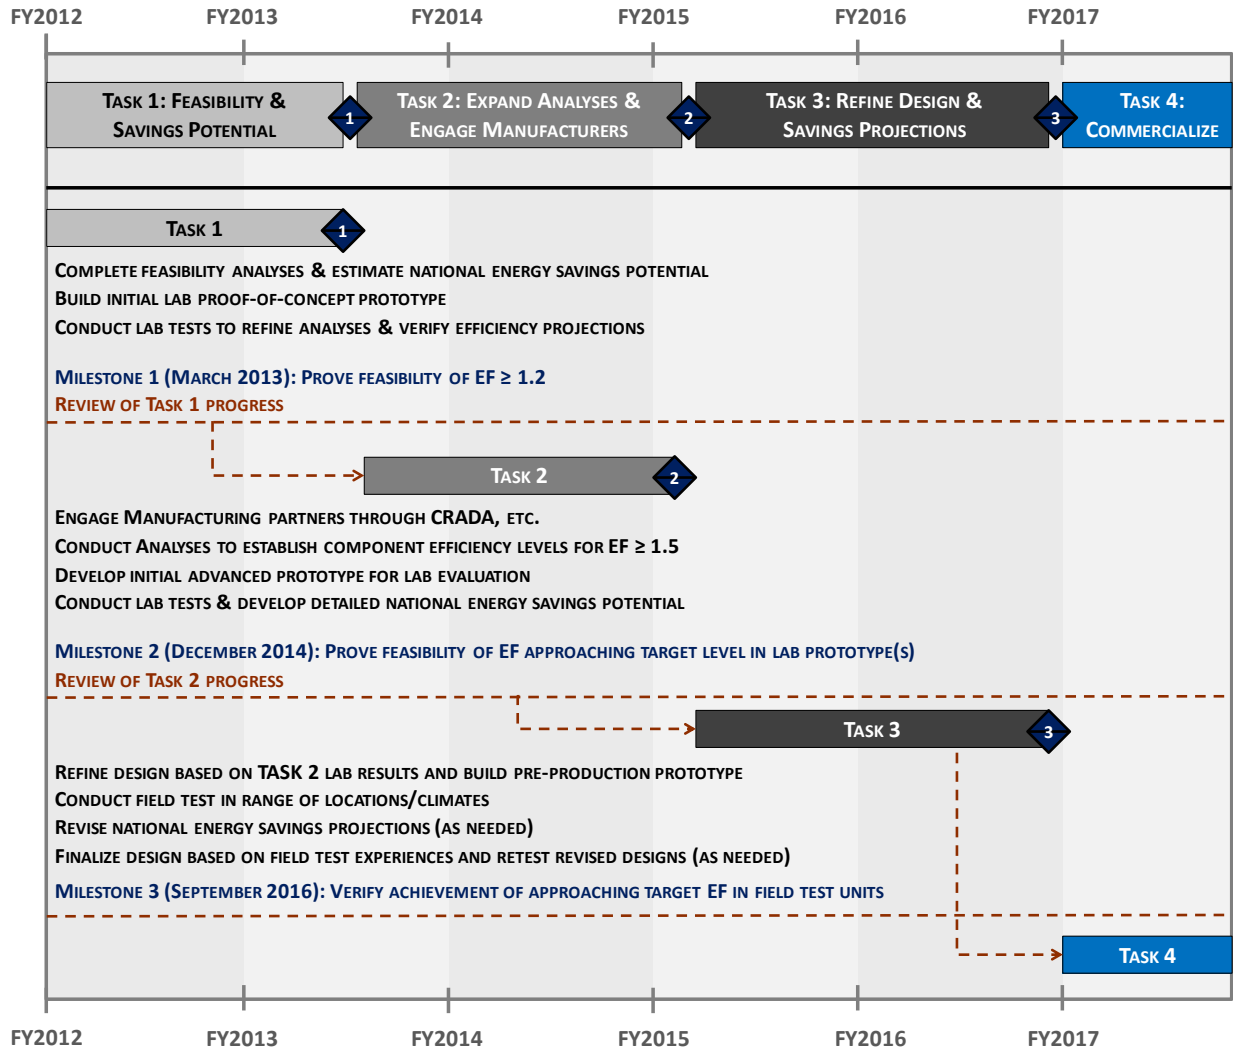 FY2012 FY2013 FY2014 FY2015 FY2016 FY2017
Task 1: Feasibility &
Savings Potential
1
Task 2: Expand Analyses &
Engage Manufacturers
2
Task 3: Refine Design &
Savings Projections
3
Task 4:
Commercialize
Task 1
1
Complete feasibility analyses & estimate national energy savings potential
Build initial lab proof-of-concept prototype
Conduct lab tests to refine analyses & verify efficiency projections
Milestone 1 (March 2013): Prove feasibility of EF ≥ 1.2
Review of Task 1 progress
Task 2
2
Engage Manufacturing partners through CRADA, etc.
Conduct Analyses to establish component efficiency levels for EF ≥ 1.5
Develop initial advanced prototype for lab evaluation
Conduct lab tests & develop detailed national energy savings potential
Milestone 2 (December 2014): Prove feasibility of EF approaching target level in lab prototype(s)
Review of Task 2 progress
Task 3
3
Refine design based on TASK 2 lab results and build pre-production prototype
Conduct field test in range of locations/climates
Revise national energy savings projections (as needed)
Finalize design based on field test experiences and retest revised designs (as needed)
Milestone 3 (September 2016): Verify achievement of approaching target EF in field test units
Task 4
FY2012 FY2013 FY2014 FY2015 FY2016 FY2017